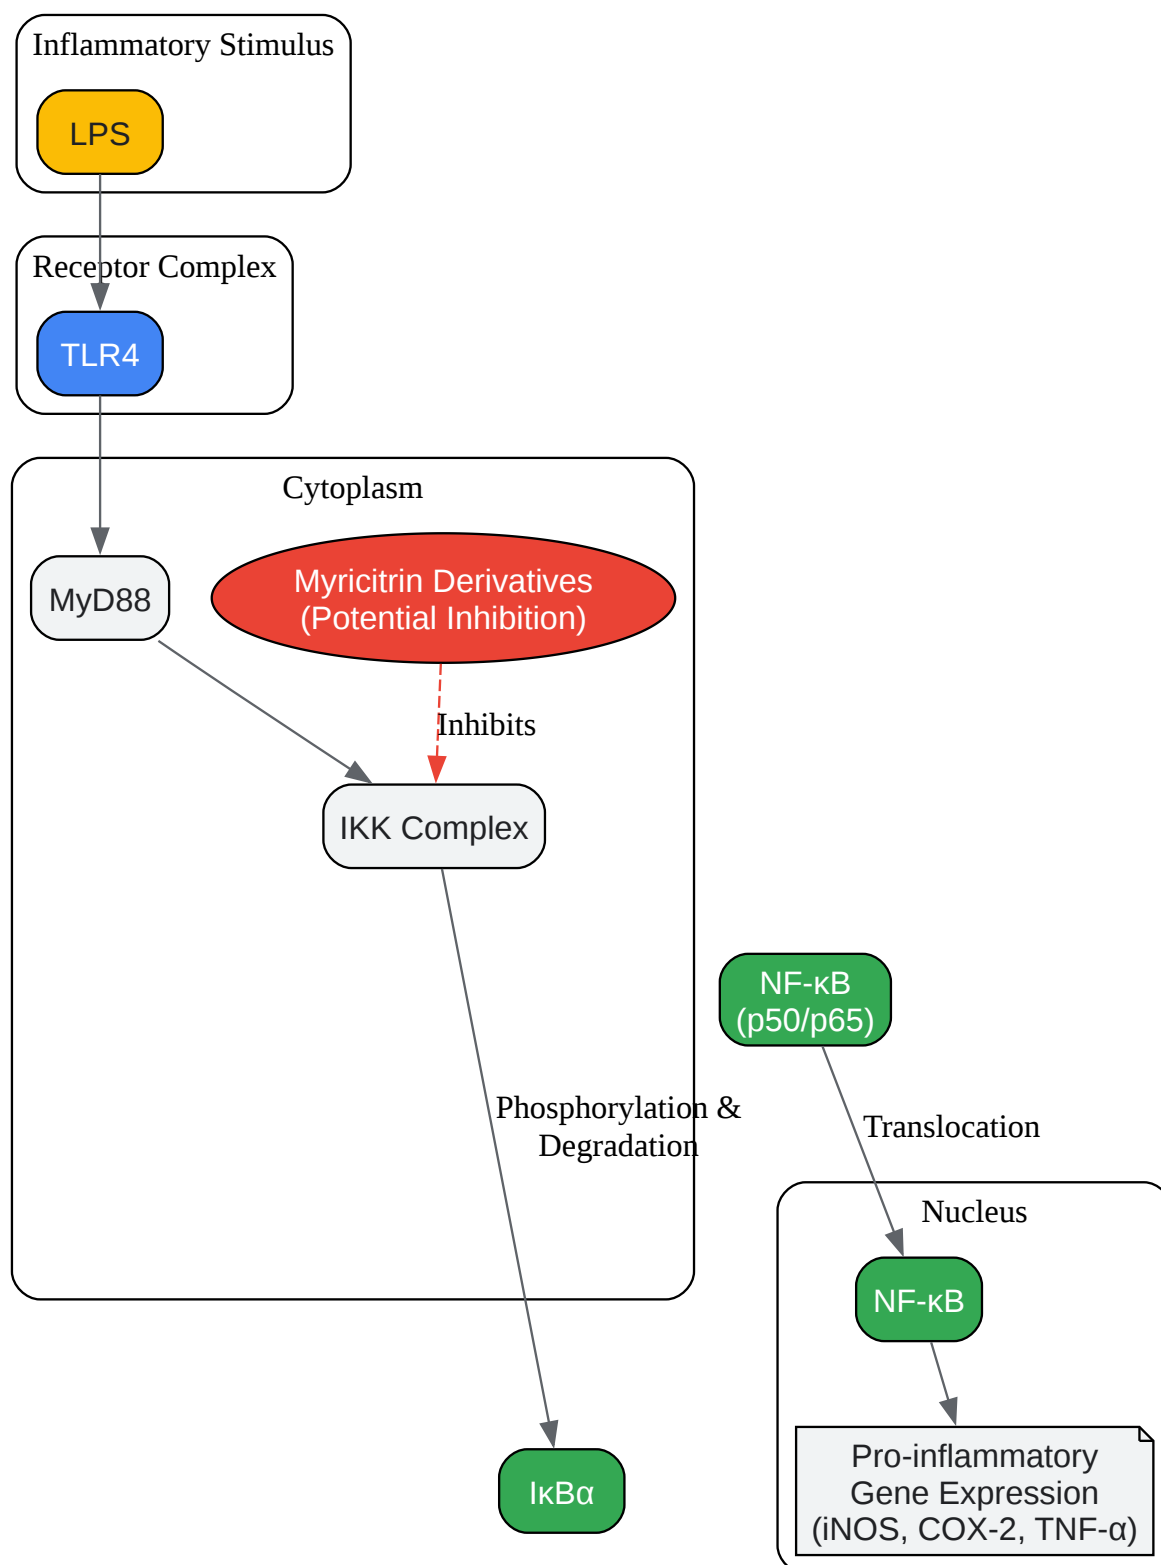 Inflammatory Stimulus
LPS
Receptor Complex
TLR4
Cytoplasm
MyD88
Myricitrin Derivatives
(Potential Inhibition)
Inhibits
IKK Complex
NF-κB
(p50/p65)
Phosphorylation &
Degradation
Translocation
Nucleus
NF-κB
IκBα
Pro-inflammatory
Gene Expression
(iNOS, COX-2, TNF-α)